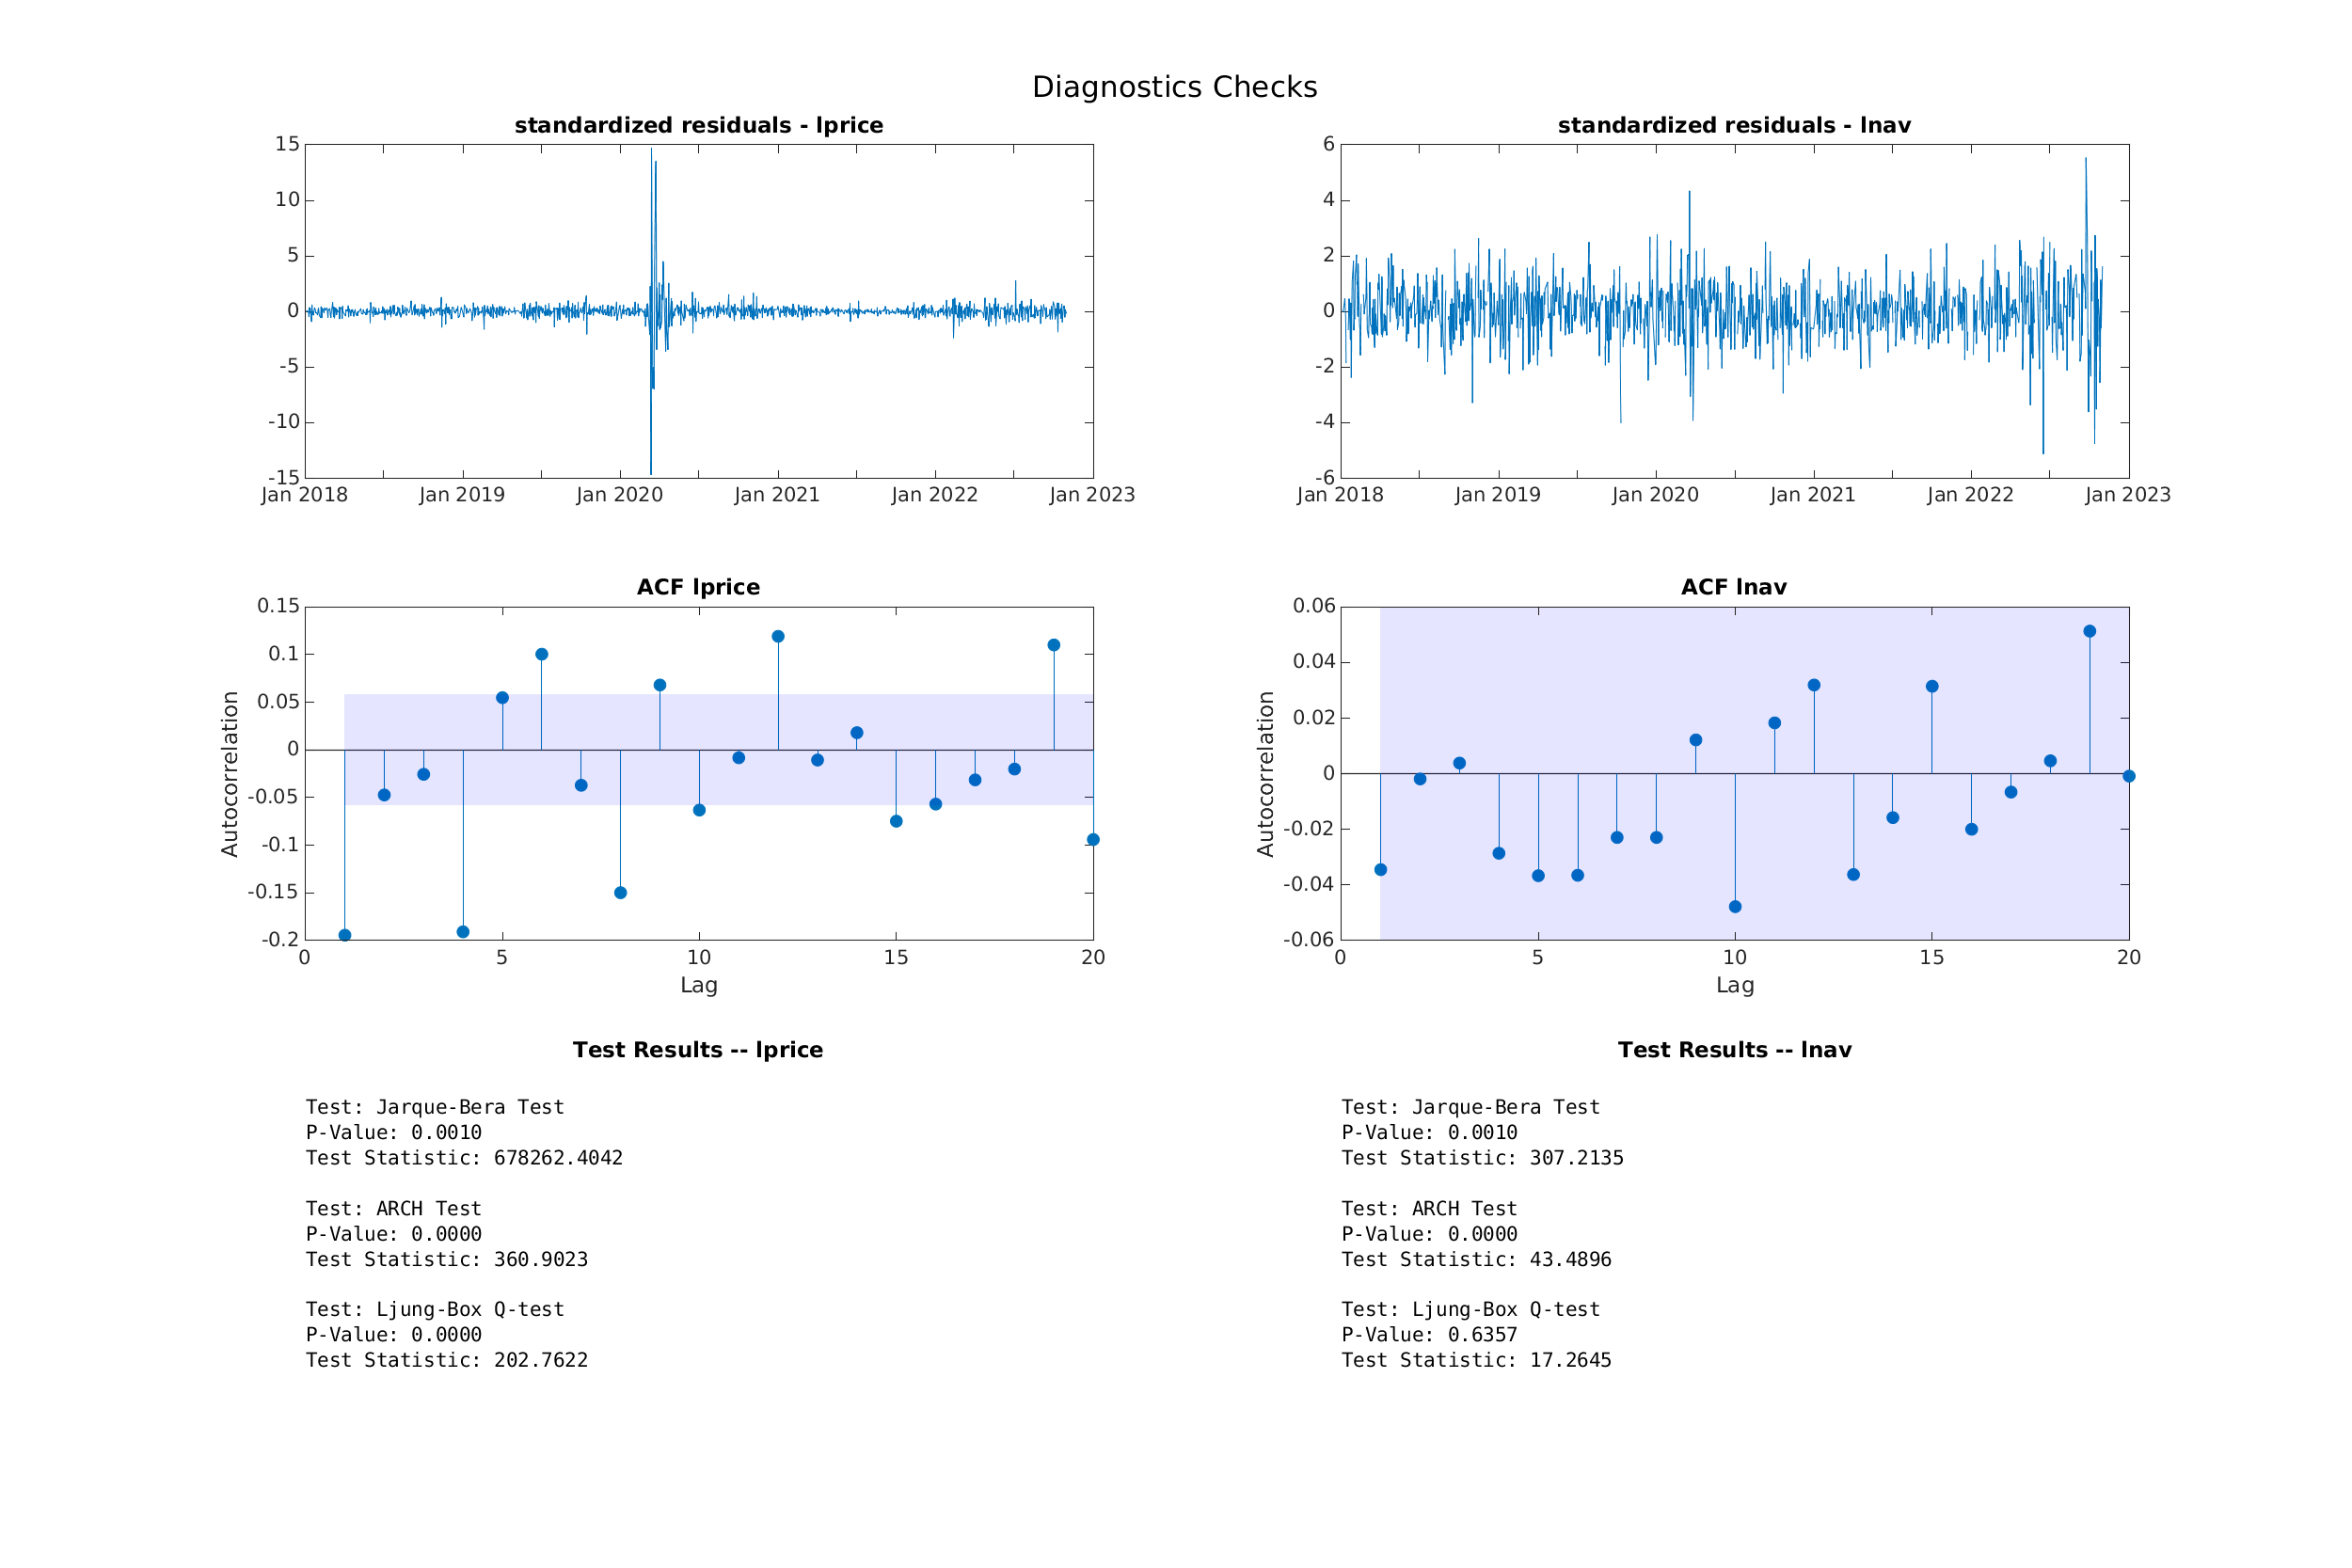 Diagnostics Checks
standardized residuals - lprice
15
10
5
0
-5
-10
-15
Jan 2018 Jan 2019 Jan 2020 Jan 2021 Jan 2022 Jan 2023
standardized residuals - lnav
6
4
2
0
-2
-4
-6
Jan 2018 Jan 2019 Jan 2020 Jan 2021 Jan 2022 Jan 2023
ACF lprice
Autocorrelation
0.15
0.1
0.05
0
-0.05
-0.1
-0.15
-0.2
0 5 10 15 20
Lag
ACF lnav
Autocorrelation
0.06
0.04
0.02
0
-0.02
-0.04
-0.06
0 5 10 15 20
Lag
Test Results -- lprice
Test: Jarque-Bera Test
P-Value: 0.0010
Test Statistic: 678262.4042
Test: ARCH Test
P-Value: 0.0000
Test Statistic: 360.9023
Test: Ljung-Box Q-test
P-Value: 0.0000
Test Statistic: 202.7622
Test Results -- lnav
Test: Jarque-Bera Test
P-Value: 0.0010
Test Statistic: 307.2135
Test: ARCH Test
P-Value: 0.0000
Test Statistic: 43.4896
Test: Ljung-Box Q-test
P-Value: 0.6357
Test Statistic: 17.2645